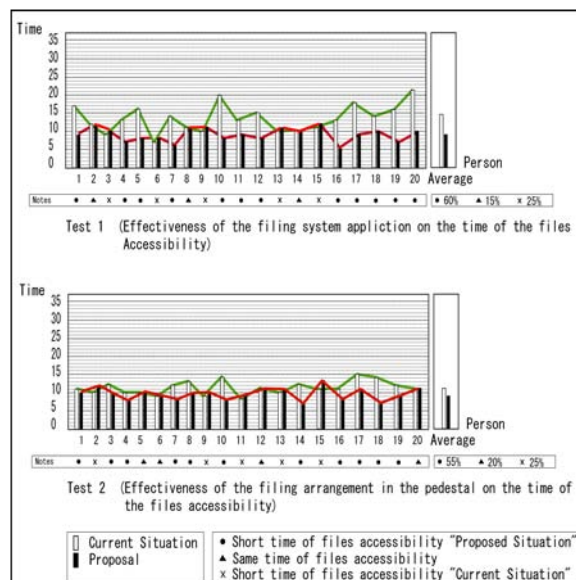 Time
35
30
25
20
15
10
5
0
1 2 3 4 5 6 7 8 9 10 11 12 13 14 15 16 17 18 19 20
Person
Average
Notes ● ▲ x ● ● x ● ▲ x ● ● ● x ▲ x ● ● ● ● ● ● 60% ▲ 15% x 25%
Test 1 (Effectiveness of the filing system appliction on the time of the files
Accessibility)
Time
35
30
25
20
15
10
5
0
1 2 3 4 5 6 7 8 9 10 11 12 13 14 15 16 17 18 19 20
Person
Average
Notes ● x ● ● ▲ ▲ ● ● x ● x ▲ x ● x ● ● ● ● ▲ ● 55% ▲ 20% x 25%
Test 2 (Effectiveness of the filing arrangement in the pedestal on the time of
the files accessibility)
Current Situation
Proposal
● Short time of files accessibility "Proposed Situation"
▲ Same time of files accessibility
x Short time of files accessibility "Current Situation"